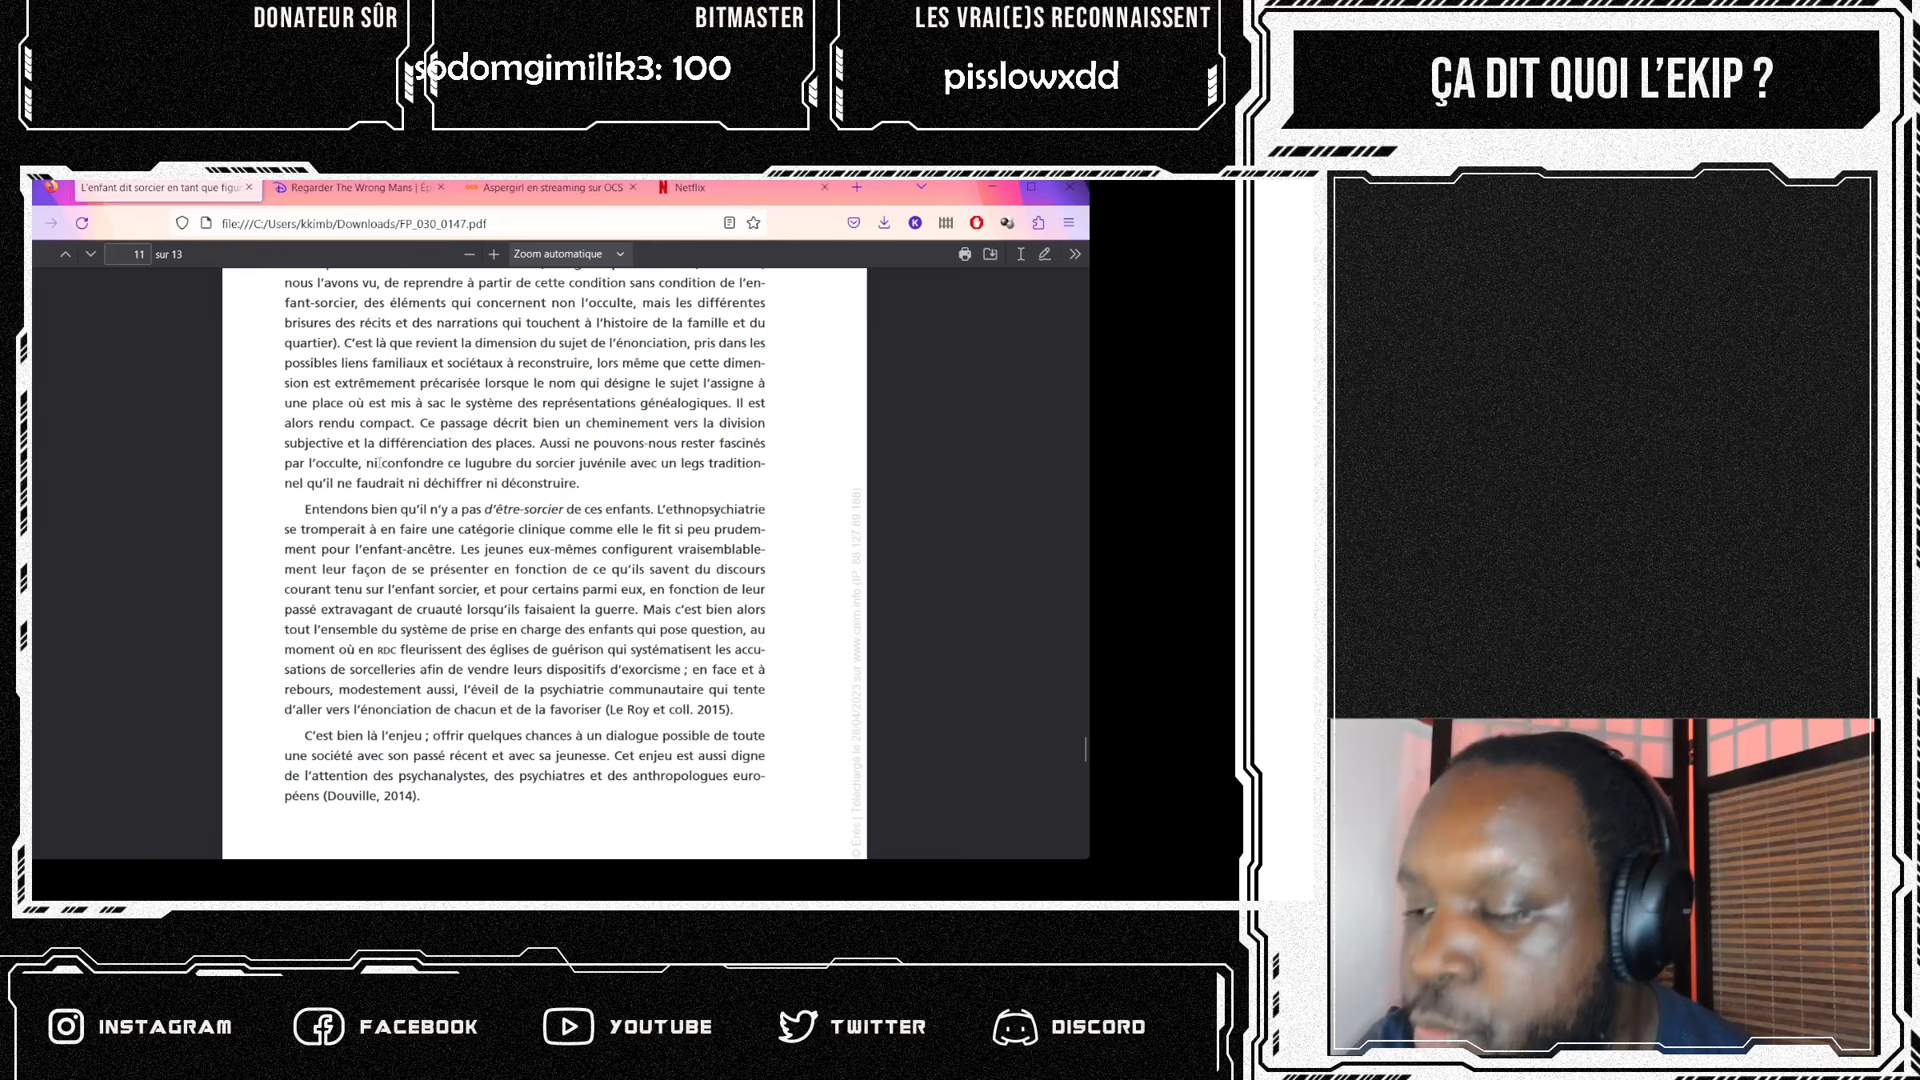 DONATEUR SÛR
BITMASTER
LES VRAI(E)S RECONNAISSENT
sodomgimilik3: 100
pisslowxdd
ÇA DIT QUOI L'EKIP ?
L'enfant dit sorcier en tant que figu
Regarder The Wrong Mans | Ép
Aspergirl en streaming sur OCS
Netflix
file:///C:/Users/kkimb/Downloads/FP_030_0147.pdf
11 sur 13
Zoom automatique
nous l'avons vu, de reprendre à partir de cette condition sans condition de l'en-
fant-sorcier, des éléments qui concernent non l'occulte, mais les différentes
brisures des récits et des narrations qui touchent à l'histoire de la famille et du
quartier). C'est là que revient la dimension du sujet de l'énonciation, pris dans les
possibles liens familiaux et sociétaux à reconstruire, lors même que cette dimen-
sion est extrêmement précarisée lorsque le nom qui désigne le sujet l'assigne à
une place où est mis à sac le système des représentations généalogiques. Il est
alors rendu compact. Ce passage décrit bien un cheminement vers la division
subjective et la différenciation des places. Aussi ne pouvons-nous rester fascinés
par l'occulte, ni confondre ce lugubre du sorcier juvénile avec un legs tradition-
nel qu'il ne faudrait ni déchiffrer ni déconstruire.
Entendons bien qu'il n'y a pas d'être-sorcier de ces enfants. L'ethnopsychiatrie
se tromperait à en faire une catégorie clinique comme elle le fit si peu prudem-
ment pour l'enfant-ancêtre. Les jeunes eux-mêmes configurent vraisemblable-
ment leur façon de se présenter en fonction de ce qu'ils savent du discours
courant tenu sur l'enfant sorcier, et pour certains parmi eux, en fonction de leur
passé extravagant de cruauté lorsqu'ils faisaient la guerre. Mais c'est bien alors
tout l'ensemble du système de prise en charge des enfants qui pose question, au
moment où en RDC fleurissent des églises de guérison qui systématisent les accu-
sations de sorcelleries afin de vendre leurs dispositifs d'exorcisme ; en face et à
rebours, modestement aussi, l'éveil de la psychiatrie communautaire qui tente
d'aller vers l'énonciation de chacun et de la favoriser (Le Roy et coll. 2015).
C'est bien là l'enjeu ; offrir quelques chances à un dialogue possible de toute
une société avec son passé récent et avec sa jeunesse. Cet enjeu est aussi digne
de l'attention des psychanalystes, des psychiatres et des anthropologues euro-
péens (Douville, 2014).
© Érès | Téléchargé le 28/04/2023 sur www.cairn.info (IP: 88.127.89.188)
INSTAGRAM
FACEBOOK
YOUTUBE
TWITTER
DISCORD